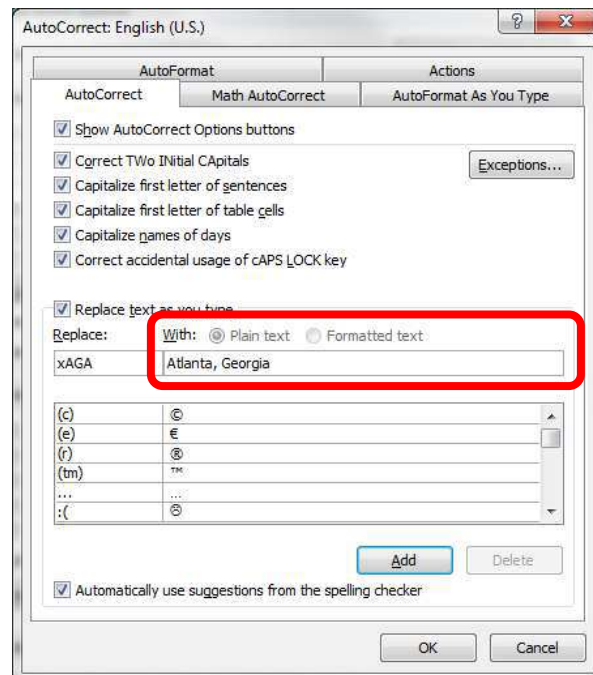 AutoCorrect: English (U.S.)
AutoFormat Actions
AutoCorrect Math AutoCorrect AutoFormat As You Type
Show AutoCorrect Options buttons
Correct TWo INitial CApitals
Exceptions...
Capitalize first letter of sentences
Capitalize first letter of table cells
Capitalize names of days
Correct accidental usage of cAPS LOCK key
Replace text as you type
Replace: With: Plain text Formatted text
xAGA Atlanta, Georgia
(c) ©
(e) €
(r) ®
(tm) ™
... …
:( ☹
Add Delete
Automatically use suggestions from the spelling checker
OK Cancel